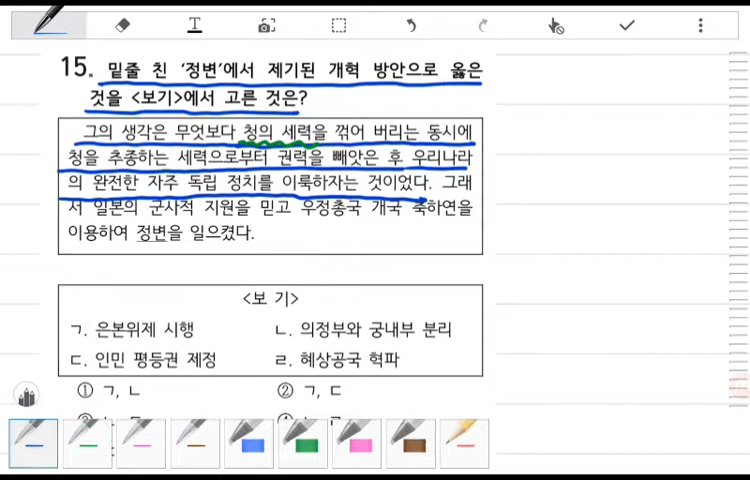 T
15. 밑줄 친 '정변'에서 제기된 개혁 방안으로 옳은
것을 <보기>에서 고른 것은?
그의 생각은 무엇보다 청의 세력을 꺾어 버리는 동시에
청을 추종하는 세력으로부터 권력을 빼앗은 후 우리나라
의 완전한 자주 독립 정치를 이룩하자는 것이었다. 그래
서 일본의 군사적 지원을 믿고 우정총국 개국 축하연을
이용하여 정변을 일으켰다.
<보 기>
ㄱ. 은본위제 시행 ㄴ. 의정부와 궁내부 분리
ㄷ. 인민 평등권 제정 ㄹ. 혜상공국 혁파
① ㄱ, ㄴ ② ㄱ, ㄷ